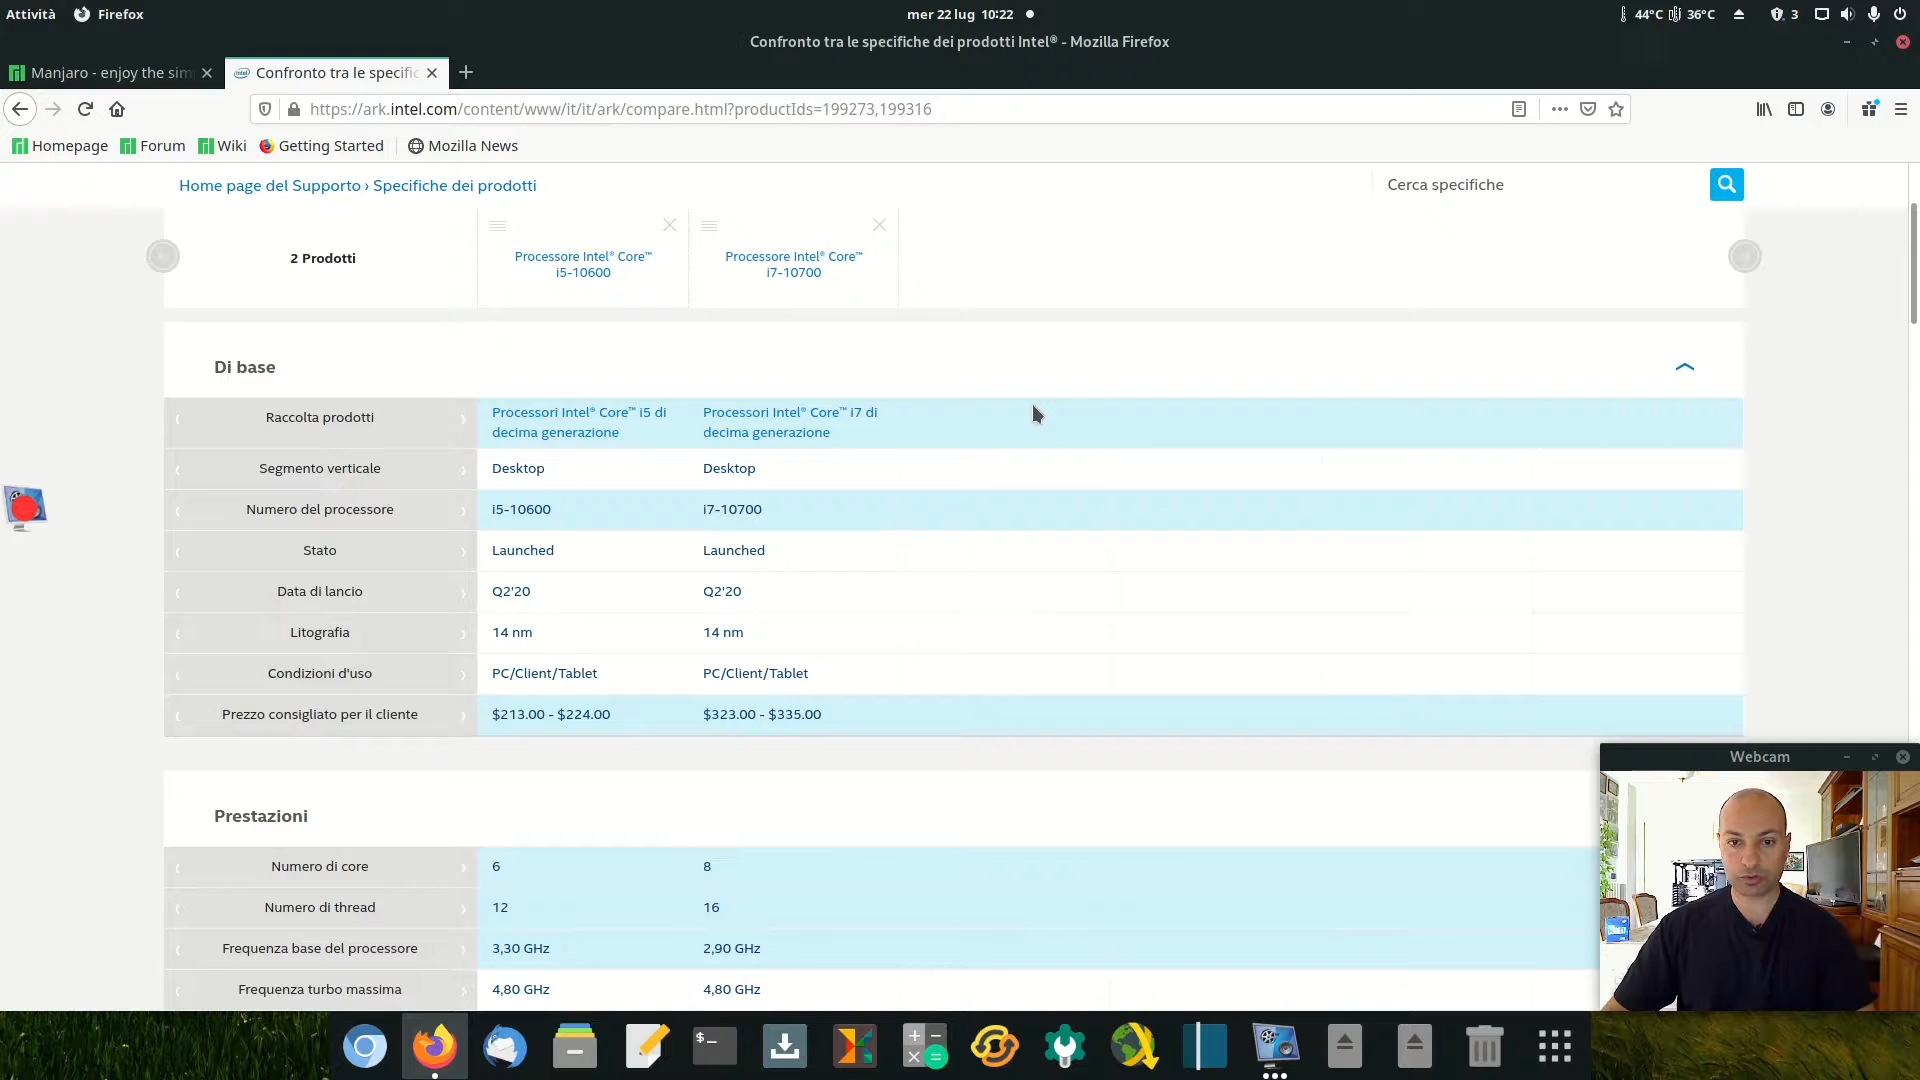 Attività Firefox mer 22 lug 10:22 44°C 36°C 3
Confronto tra le specifiche dei prodotti Intel® - Mozilla Firefox
Manjaro - enjoy the sim Confronto tra le specific
https://ark.intel.com/content/www/it/it/ark/compare.html?productIds=199273,199316
Homepage Forum Wiki Getting Started Mozilla News
Home page del Supporto › Specifiche dei prodotti Cerca specifiche
2 Prodotti
Processore Intel® Core™
i5-10600
Processore Intel® Core™
i7-10700
Di base
Raccolta prodotti
Processori Intel® Core™ i5 di
decima generazione
Processori Intel® Core™ i7 di
decima generazione
Segmento verticale Desktop Desktop
Numero del processore i5-10600 i7-10700
Stato Launched Launched
Data di lancio Q2'20 Q2'20
Litografia 14 nm 14 nm
Condizioni d'uso PC/Client/Tablet PC/Client/Tablet
Prezzo consigliato per il cliente $213.00 - $224.00 $323.00 - $335.00
Webcam
Prestazioni
Numero di core 6 8
Numero di thread 12 16
Frequenza base del processore 3,30 GHz 2,90 GHz
Frequenza turbo massima 4,80 GHz 4,80 GHz